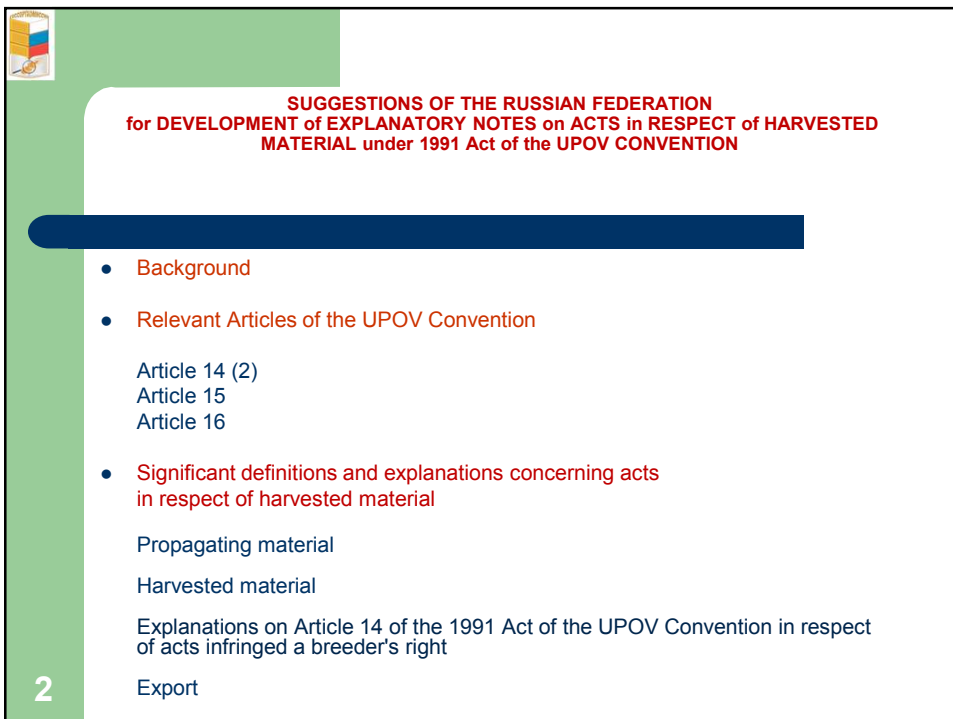 SUGGESTIONS OF THE RUSSIAN FEDERATION
for DEVELOPMENT of EXPLANATORY NOTES on ACTS in RESPECT of HARVESTED
MATERIAL under 1991 Act of the UPOV CONVENTION
● Background
● Relevant Articles of the UPOV Convention
Article 14 (2)
Article 15
Article 16
● Significant definitions and explanations concerning acts
in respect of harvested material
Propagating material
Harvested material
Explanations on Article 14 of the 1991 Act of the UPOV Convention in respect
of acts infringed a breeder's right
Export
2